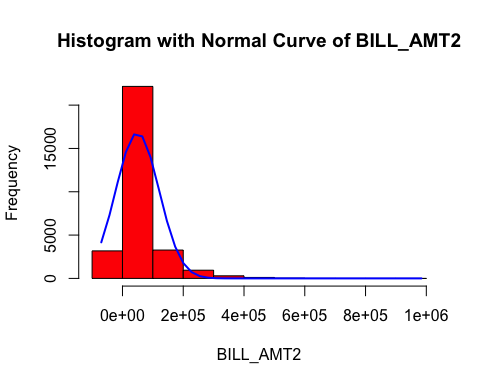 Histogram with Normal Curve of BILL_AMT2
Frequency
15000
5000
0
0e+00 2e+05 4e+05 6e+05 8e+05 1e+06
BILL_AMT2